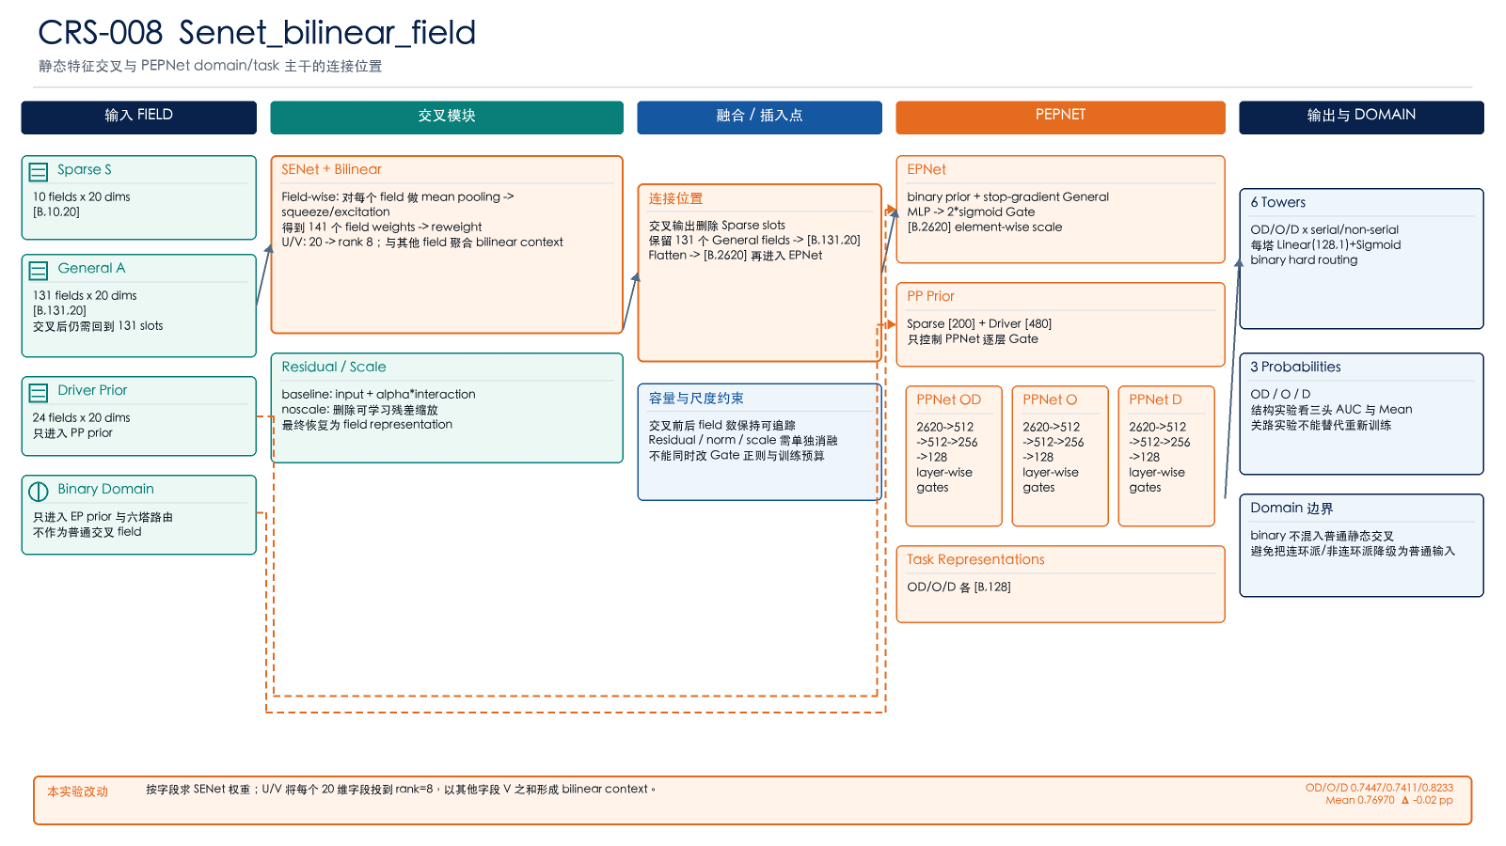 CRS-008 Senet_bilinear_field
静态特征交叉与 PEPNet domain/task 主干的连接位置
输入 FIELD
交叉模块
融合 / 插入点
PEPNET
输出与 DOMAIN
Sparse S
10 fields x 20 dims
[B,10,20]
General A
131 fields x 20 dims
[B,131,20]
交叉后仍需回到 131 slots
Driver Prior
24 fields x 20 dims
只进入 PP prior
Binary Domain
只进入 EP prior 与六塔路由
不作为普通交叉 field
SENet + Bilinear
Field-wise: 对每个 field 做 mean pooling ->
squeeze/excitation
得到 141 个 field weights -> reweight
U/V: 20 -> rank 8；与其他 field 聚合 bilinear context
Residual / Scale
baseline: input + alpha*interaction
noscale: 删除可学习残差缩放
最终恢复为 field representation
连接位置
交叉输出删除 Sparse slots
保留 131 个 General fields -> [B,131,20]
Flatten -> [B,2620] 再进入 EPNet
容量与尺度约束
交叉前后 field 数保持可追踪
Residual / norm / scale 需单独消融
不能同时改 Gate 正则与训练预算
EPNet
binary prior + stop-gradient General
MLP -> 2*sigmoid Gate
[B,2620] element-wise scale
PP Prior
Sparse [200] + Driver [480]
只控制 PPNet 逐层 Gate
PPNet OD
2620->512
->512->256
->128
layer-wise
gates
PPNet O
2620->512
->512->256
->128
layer-wise
gates
PPNet D
2620->512
->512->256
->128
layer-wise
gates
Task Representations
OD/O/D 各 [B,128]
6 Towers
OD/O/D x serial/non-serial
每塔 Linear(128,1)+Sigmoid
binary hard routing
3 Probabilities
OD / O / D
结构实验看三头 AUC 与 Mean
关路实验不能替代重新训练
Domain 边界
binary 不混入普通静态交叉
避免把连环派/非连环派降级为普通输入
本实验改动
按字段求 SENet 权重；U/V 将每个 20 维字段投到 rank=8，以其他字段 V 之和形成 bilinear context。
OD/O/D 0.7447/0.7411/0.8233
Mean 0.76970 Δ -0.02 pp